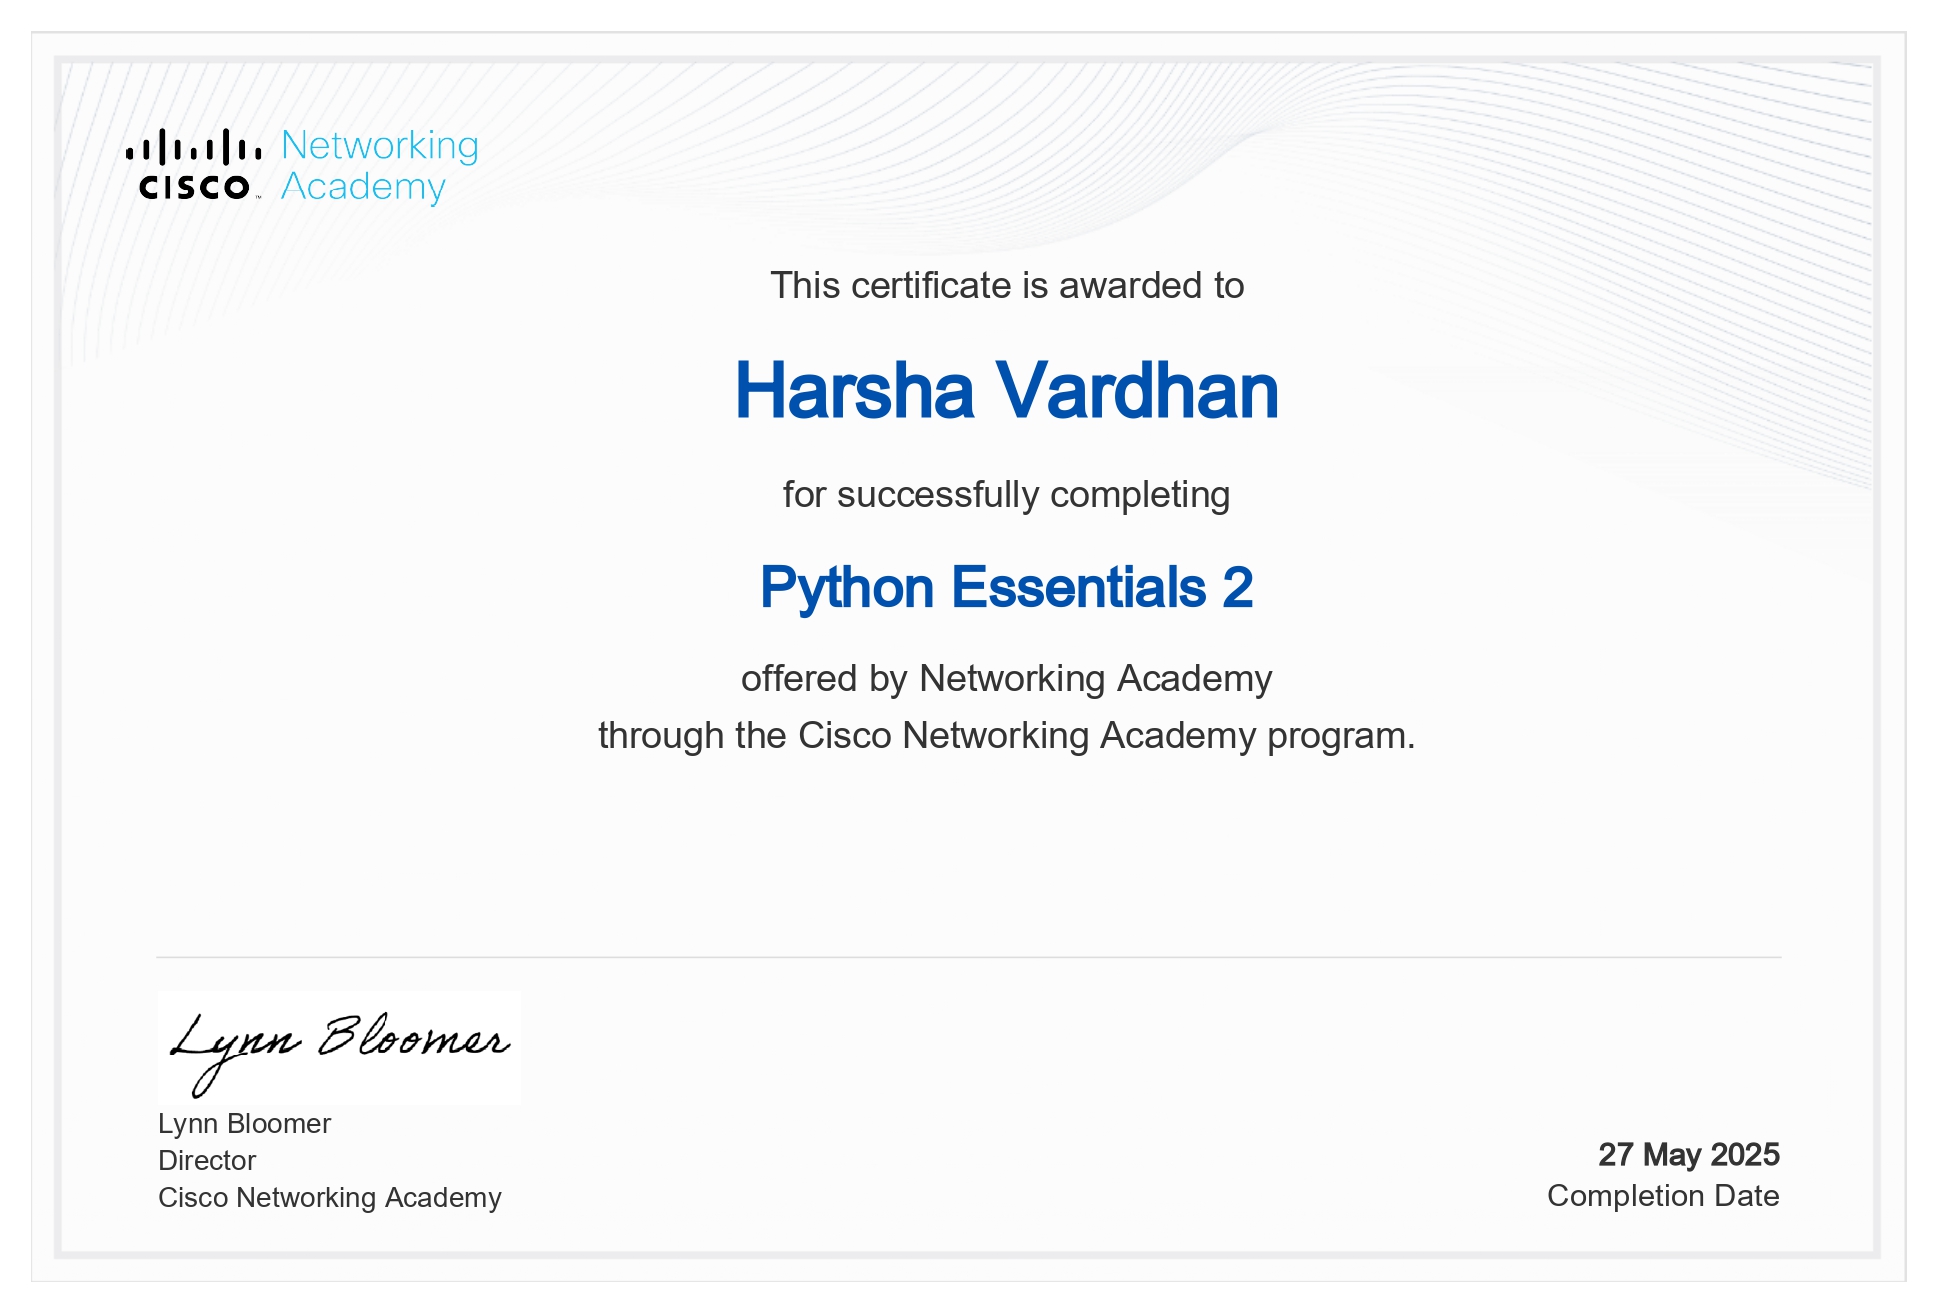 Networking
CISCO™ Academy
This certificate is awarded to
Harsha Vardhan
for successfully completing
Python Essentials 2
offered by Networking Academy
through the Cisco Networking Academy program.
Lynn Bloomer
Lynn Bloomer
Director
Cisco Networking Academy
27 May 2025
Completion Date